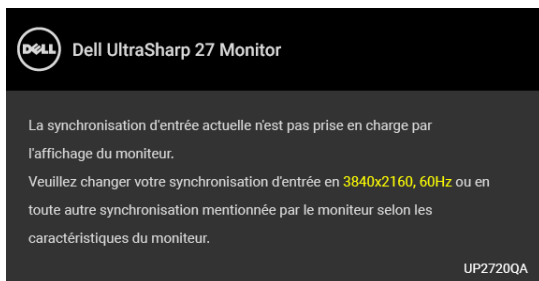 DELL Dell UltraSharp 27 Monitor
La synchronisation d'entrée actuelle n'est pas prise en charge par
l'affichage du moniteur.
Veuillez changer votre synchronisation d'entrée en 3840x2160, 60Hz ou en
toute autre synchronisation mentionnée par le moniteur selon les
caractéristiques du moniteur.
UP2720QA